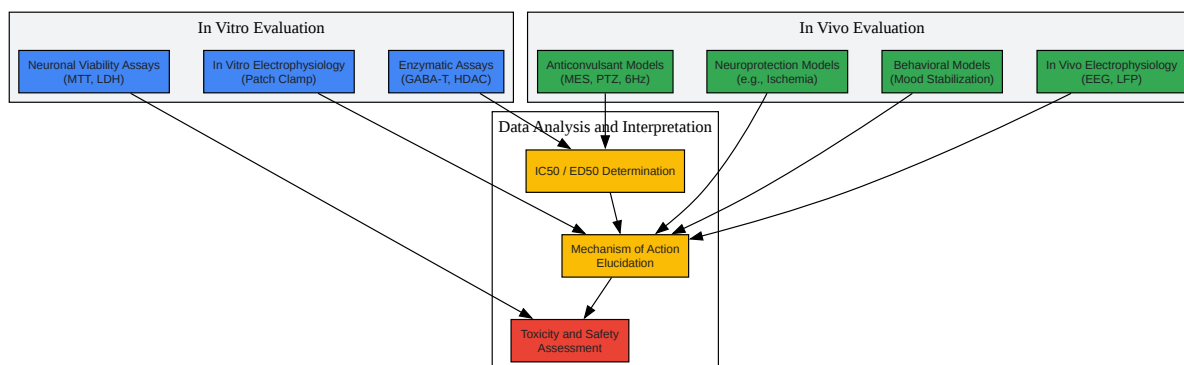 In Vitro Evaluation
In Vivo Evaluation
Neuronal Viability Assays
(MTT, LDH)
In Vitro Electrophysiology
(Patch Clamp)
Enzymatic Assays
(GABA-T, HDAC)
Anticonvulsant Models
(MES, PTZ, 6Hz)
Neuroprotection Models
(e.g., Ischemia)
Behavioral Models
(Mood Stabilization)
In Vivo Electrophysiology
(EEG, LFP)
Data Analysis and Interpretation
IC50 / ED50 Determination
Mechanism of Action
Elucidation
Toxicity and Safety
Assessment